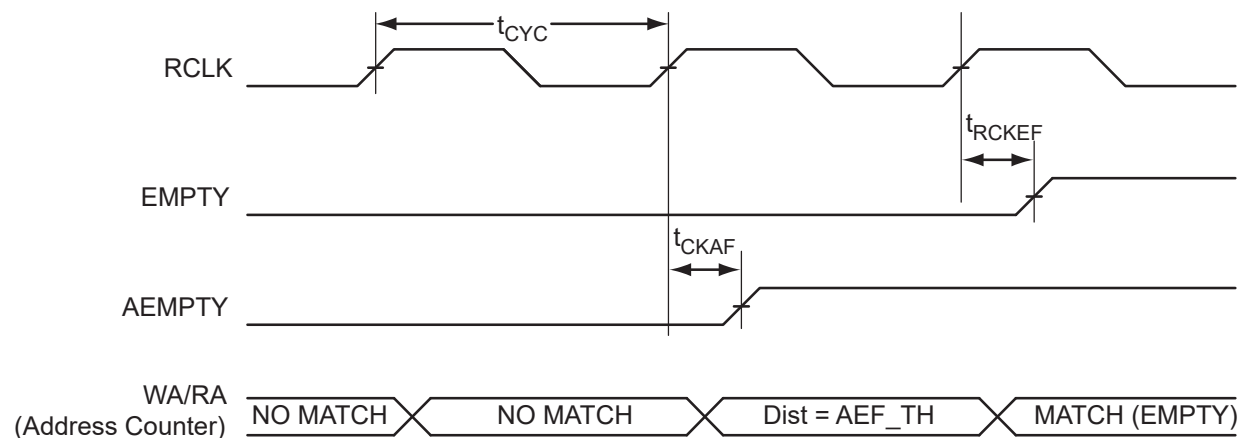 tCYC
RCLK
tRCKEF
EMPTY
tCKAF
AEMPTY
WA/RA
(Address Counter)
NO MATCH
NO MATCH
Dist = AEF_TH
MATCH (EMPTY)